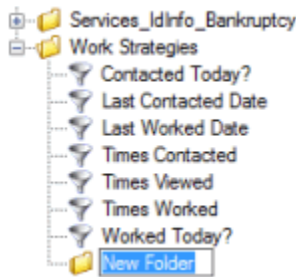 Services_IdInfo_Bankruptcy
Work Strategies
Contacted Today?
Last Contacted Date
Last Worked Date
Times Contacted
Times Viewed
Times Worked
Worked Today?
New Folder